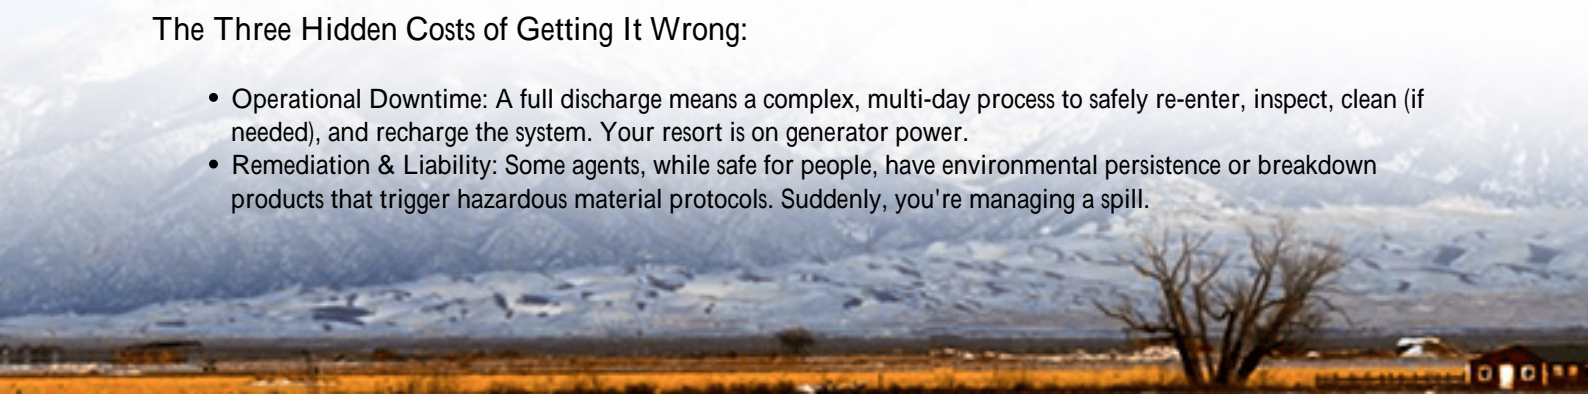 The Three Hidden Costs of Getting It Wrong:
• Operational Downtime: A full discharge means a complex, multi-day process to safely re-enter, inspect, clean (if
needed), and recharge the system. Your resort is on generator power.
• Remediation & Liability: Some agents, while safe for people, have environmental persistence or breakdown
products that trigger hazardous material protocols. Suddenly, you're managing a spill.